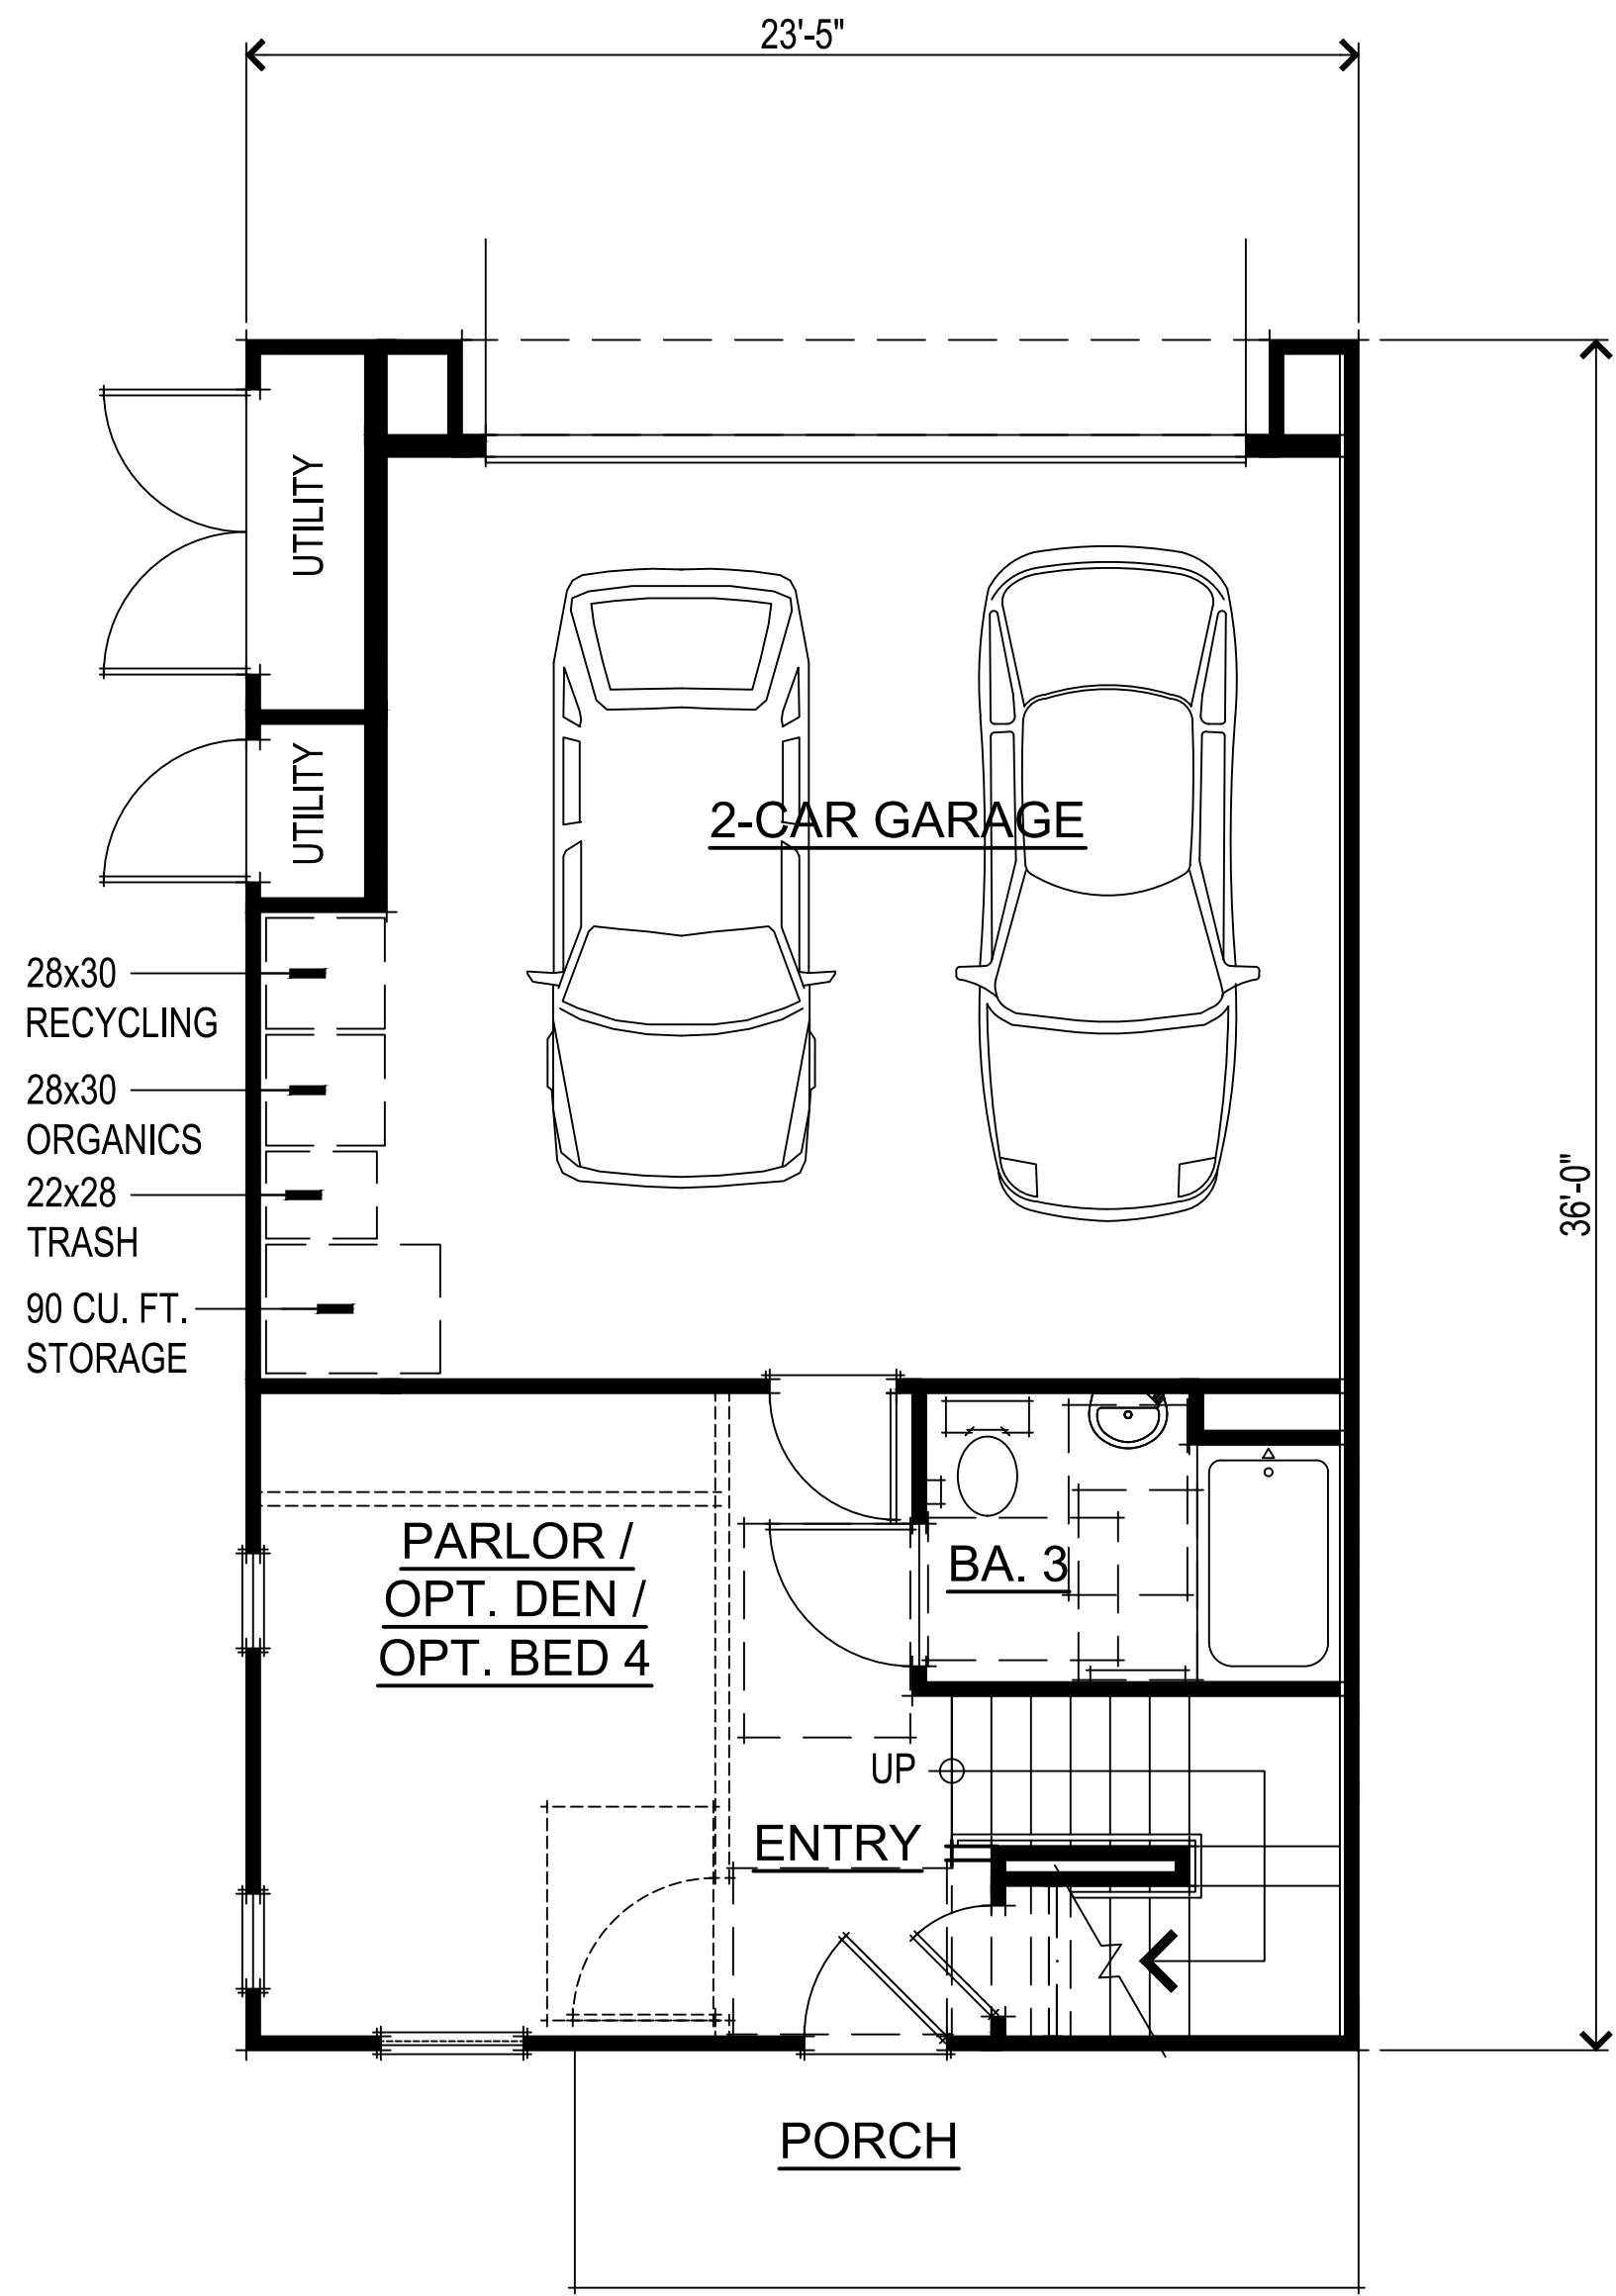 23'-5"
UTILITY
UTILITY
2-CAR GARAGE
28x30
RECYCLING
28x30
ORGANICS
22x28
TRASH
90 CU. FT.
STORAGE
36'-0"
PARLOR /
OPT. DEN /
OPT. BED 4
BA. 3
UP
ENTRY
PORCH